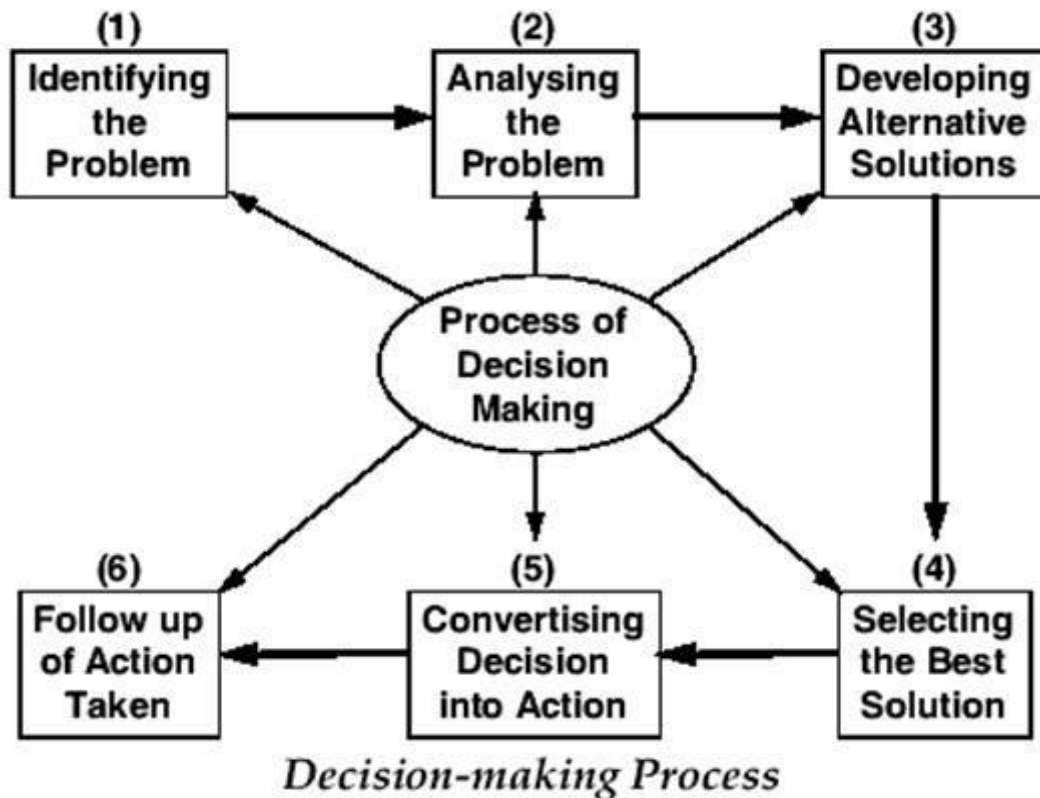 (1)
Identifying
the
Problem
(2)
Analysing
the
Problem
(3)
Developing
Alternative
Solutions
Process of
Decision
Making
(6)
Follow up
of Action
Taken
(5)
Convertising
Decision
into Action
(4)
Selecting
the Best
Solution
Decision-making Process